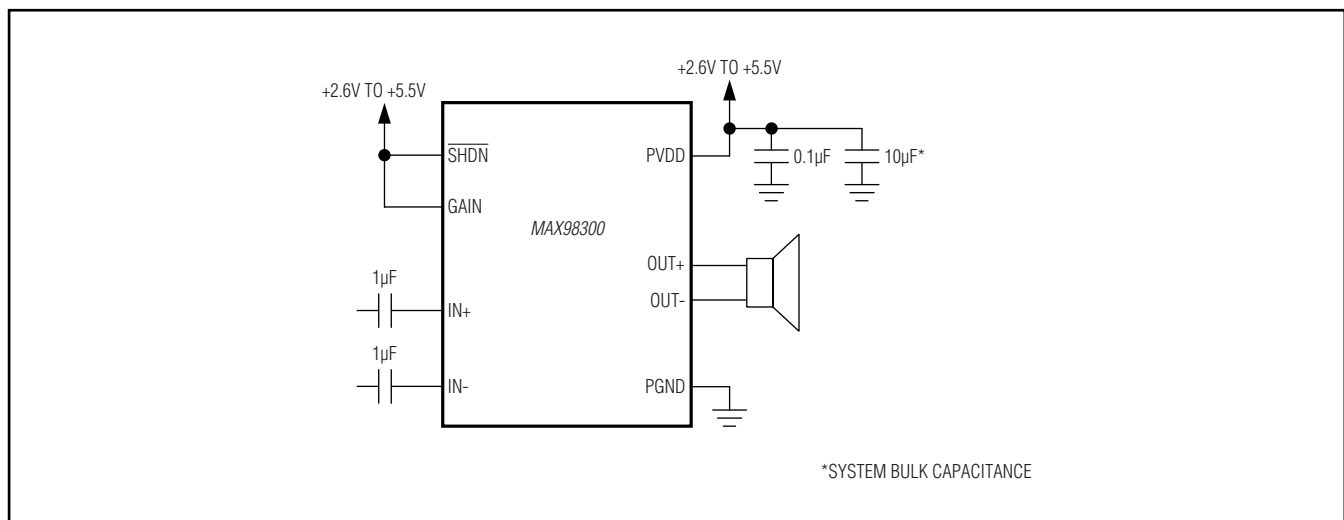 +2.6V TO +5.5V
+2.6V TO +5.5V
SHDN
PVDD
0.1µF
10µF*
GAIN
MAX98300
OUT+
OUT-
1µF
IN+
1µF
IN-
PGND
*SYSTEM BULK CAPACITANCE